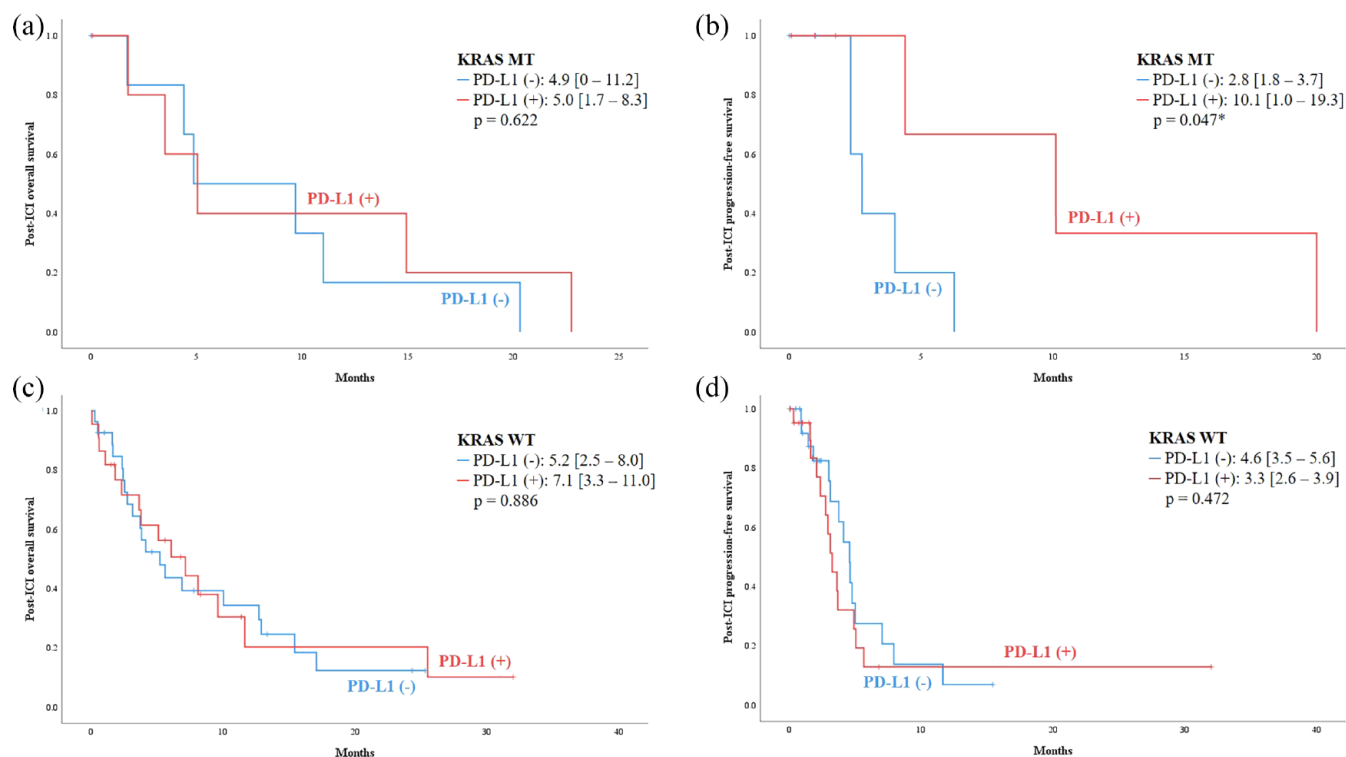 (a)
Post-ICI overall survival
1.0
0.8
0.6
0.4
0.2
0.0
KRAS MT
PD-L1 (-): 4.9 [0 – 11.2]
PD-L1 (+): 5.0 [1.7 – 8.3]
p = 0.622
PD-L1 (+)
PD-L1 (-)
0 5 10 15 20 25
Months
(b)
Post-ICI progression-free survival
1.0
0.8
0.6
0.4
0.2
0.0
KRAS MT
PD-L1 (-): 2.8 [1.8 – 3.7]
PD-L1 (+): 10.1 [1.0 – 19.3]
p = 0.047*
PD-L1 (+)
PD-L1 (-)
0 5 10 15 20
Months
(c)
Post-ICI overall survival
1.0
0.8
0.6
0.4
0.2
0.0
KRAS WT
PD-L1 (-): 5.2 [2.5 – 8.0]
PD-L1 (+): 7.1 [3.3 – 11.0]
p = 0.886
PD-L1 (+)
PD-L1 (-)
0 10 20 30 40
Months
(d)
Post-ICI progression-free survival
1.0
0.8
0.6
0.4
0.2
0.0
KRAS WT
PD-L1 (-): 4.6 [3.5 – 5.6]
PD-L1 (+): 3.3 [2.6 – 3.9]
p = 0.472
PD-L1 (+)
PD-L1 (-)
0 10 20 30 40
Months